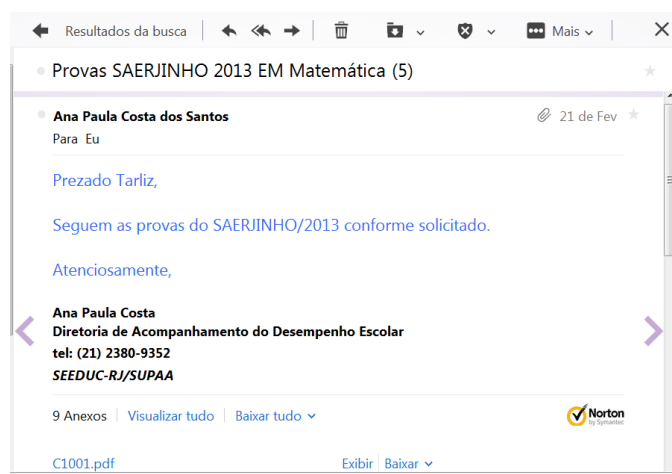 Resultados da busca
Mais
Provas SAERJINHO 2013 EM Matemática (5)
Ana Paula Costa dos Santos
21 de Fev
Para Eu
Prezado Tarliz,
Seguem as provas do SAERJINHO/2013 conforme solicitado.
Atenciosamente,
Ana Paula Costa
Diretoria de Acompanhamento do Desempenho Escolar
tel: (21) 2380-9352
SEEDUC-RJ/SUPAA
9 Anexos Visualizar tudo Baixar tudo
Norton
by Symantec
C1001.pdf Exibir Baixar